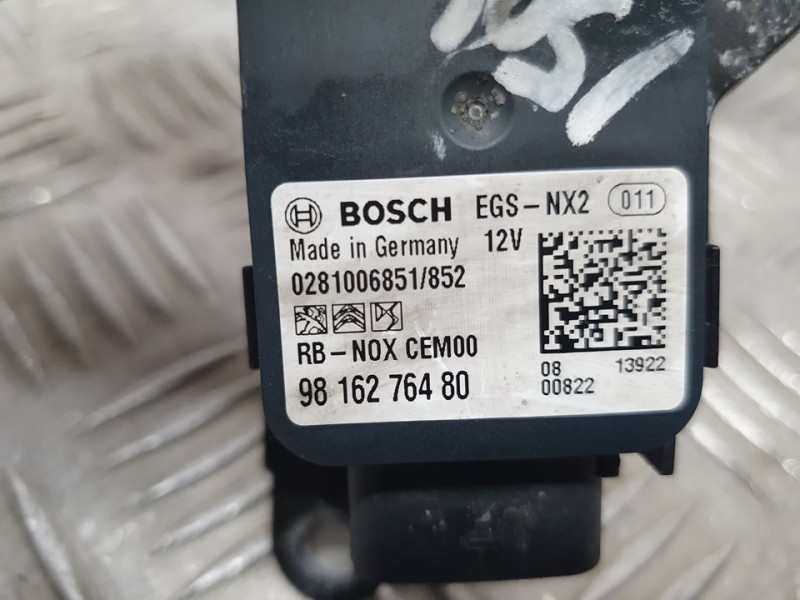 BOSCH EGS-NX2 011
Made in Germany 12V
0281006851/852
RB-NOX CEM00
98 162 764 80
08 13922
00822